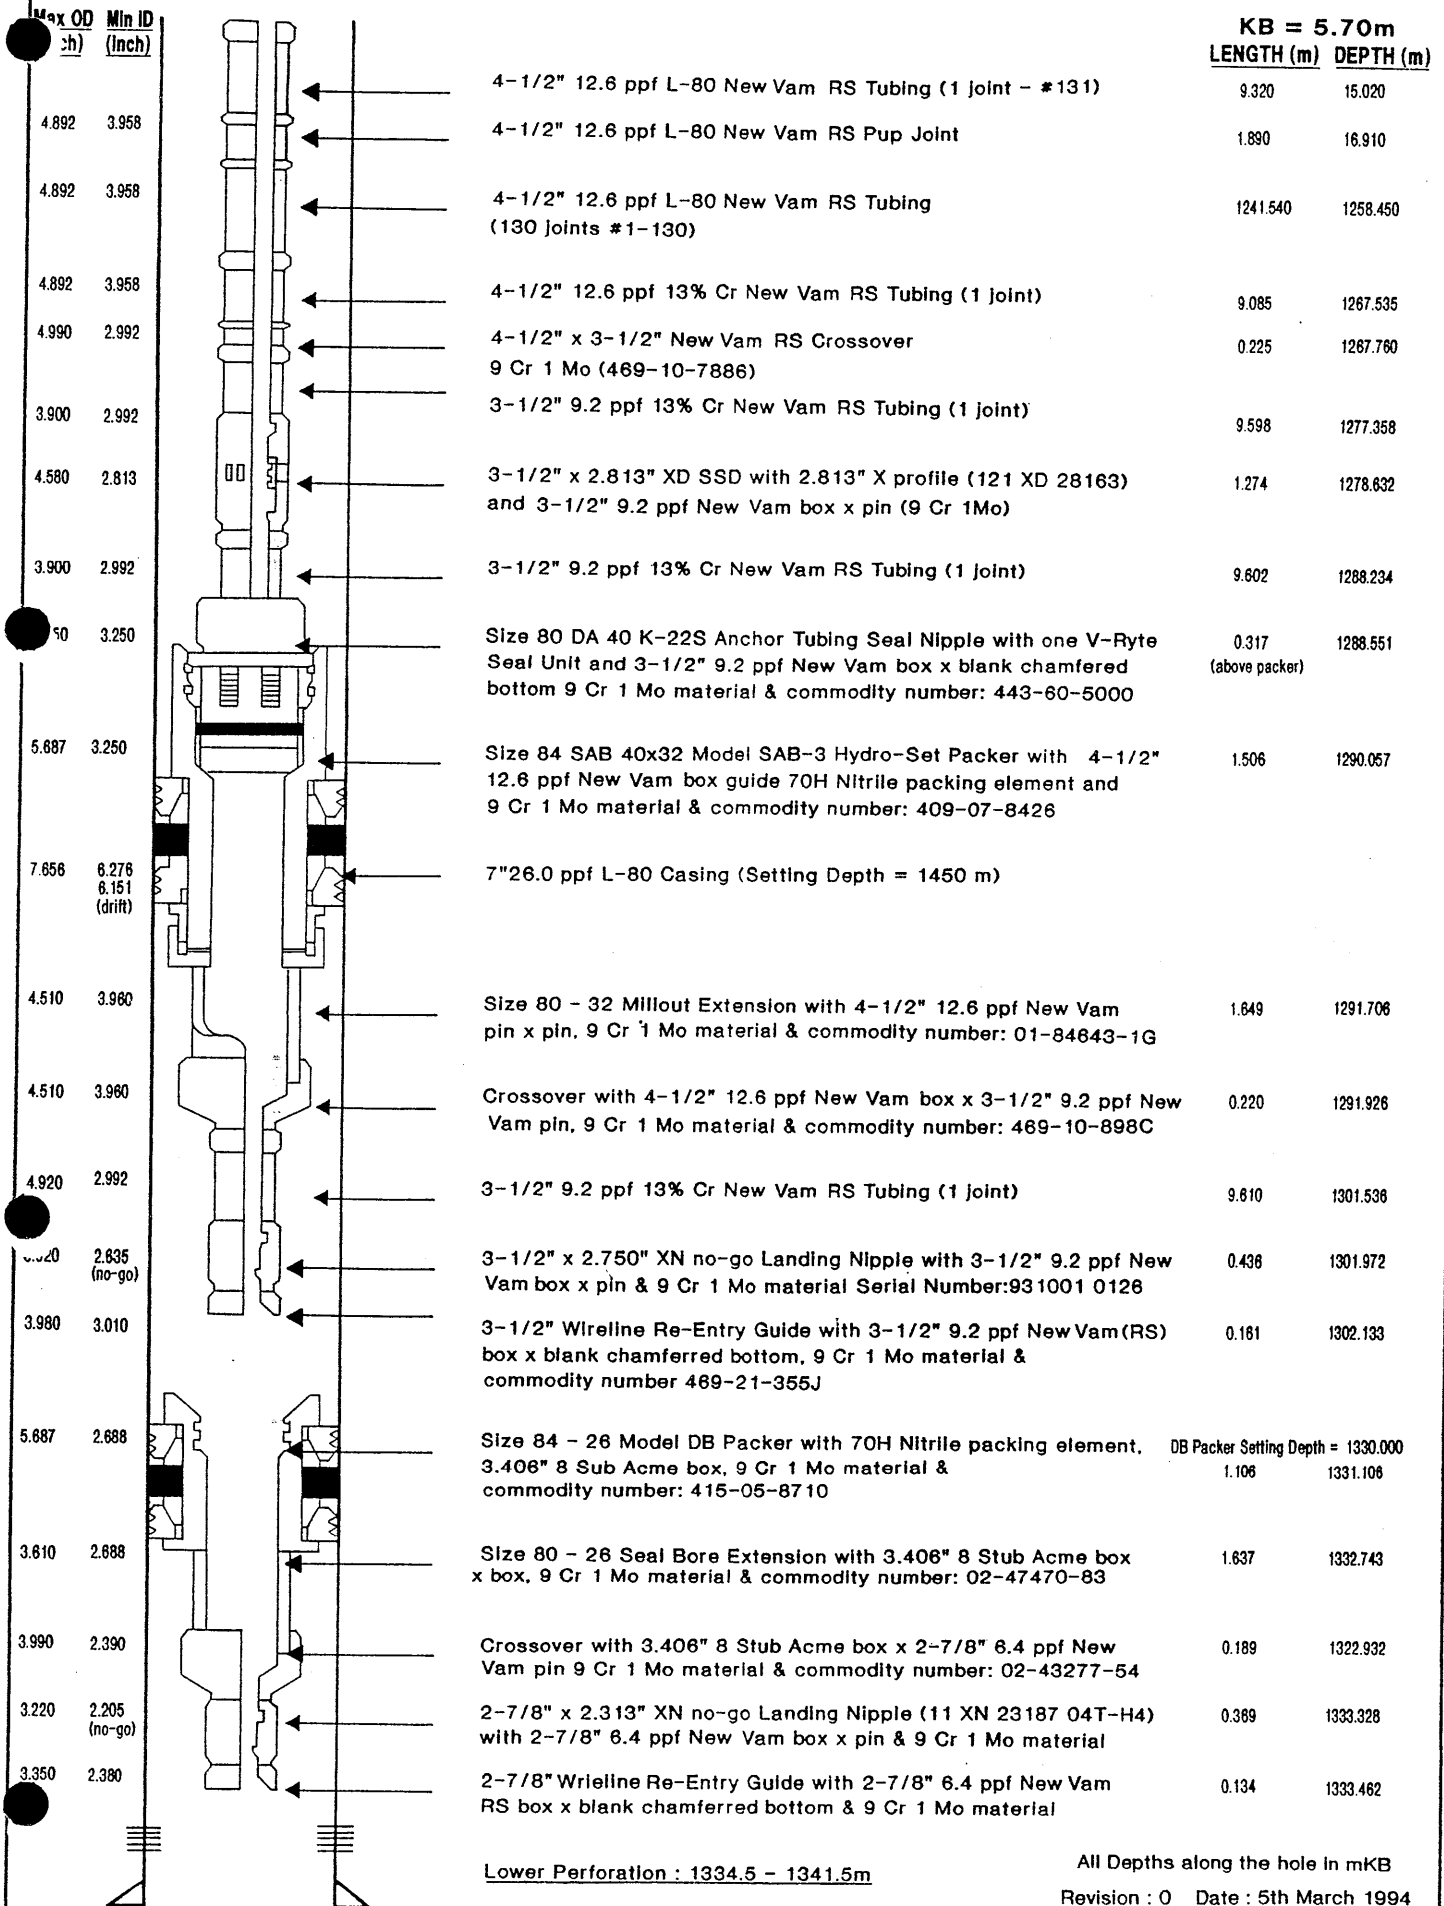 Max OD Min ID
(inch)
KB = 5.70m
LENGTH (m) DEPTH (m)
4-1/2" 12.6 ppf L-80 New Vam RS Tubing (1 joint - #131) 9.320 15.020
4.892 3.958 4-1/2" 12.6 ppf L-80 New Vam RS Pup Joint 1.890 16.910
4.892 3.958 4-1/2" 12.6 ppf L-80 New Vam RS Tubing 1241.540 1258.450
(130 joints #1-130)
4.892 3.958 4-1/2" 12.6 ppf 13% Cr New Vam RS Tubing (1 joint) 9.085 1267.535
4.990 2.992 4-1/2" x 3-1/2" New Vam RS Crossover 0.225 1267.760
9 Cr 1 Mo (469-10-7886)
3.900 2.992 3-1/2" 9.2 ppf 13% Cr New Vam RS Tubing (1 joint) 9.598 1277.358
4.580 2.813 3-1/2" x 2.813" XD SSD with 2.813" X profile (121 XD 28163) 1.274 1278.632
and 3-1/2" 9.2 ppf New Vam box x pin (9 Cr 1Mo)
3.900 2.992 3-1/2" 9.2 ppf 13% Cr New Vam RS Tubing (1 joint) 9.602 1288.234
3.250 Size 80 DA 40 K-22S Anchor Tubing Seal Nipple with one V-Ryte 0.317 1288.551
Seal Unit and 3-1/2" 9.2 ppf New Vam box x blank chamfered (above packer)
bottom 9 Cr 1 Mo material & commodity number: 443-60-5000
5.687 3.250 Size 84 SAB 40x32 Model SAB-3 Hydro-Set Packer with 4-1/2" 1.506 1290.057
12.6 ppf New Vam box guide 70H Nitrile packing element and
9 Cr 1 Mo material & commodity number: 409-07-8426
7.656 6.276 7"26.0 ppf L-80 Casing (Setting Depth = 1450 m)
6.151
(drift)
4.510 3.960 Size 80 - 32 Millout Extension with 4-1/2" 12.6 ppf New Vam 1.649 1291.706
pin x pin, 9 Cr 1 Mo material & commodity number: 01-84643-1G
4.510 3.960 Crossover with 4-1/2" 12.6 ppf New Vam box x 3-1/2" 9.2 ppf New 0.220 1291.926
Vam pin, 9 Cr 1 Mo material & commodity number: 469-10-898C
4.920 2.992 3-1/2" 9.2 ppf 13% Cr New Vam RS Tubing (1 joint) 9.610 1301.536
2.635 3-1/2" x 2.750" XN no-go Landing Nipple with 3-1/2" 9.2 ppf New 0.436 1301.972
(no-go) Vam box x pin & 9 Cr 1 Mo material Serial Number:931001 0126
3.980 3.010 3-1/2" Wireline Re-Entry Guide with 3-1/2" 9.2 ppf New Vam(RS) 0.161 1302.133
box x blank chamferred bottom, 9 Cr 1 Mo material &
commodity number 469-21-355J
5.687 2.688 Size 84 - 26 Model DB Packer with 70H Nitrile packing element, DB Packer Setting Depth = 1330.000
3.406" 8 Sub Acme box, 9 Cr 1 Mo material & 1.106 1331.106
commodity number: 415-05-8710
3.610 2.688 Size 80 - 26 Seal Bore Extension with 3.406" 8 Stub Acme box 1.637 1332.743
x box, 9 Cr 1 Mo material & commodity number: 02-47470-83
3.990 2.390 Crossover with 3.406" 8 Stub Acme box x 2-7/8" 6.4 ppf New 0.189 1322.932
Vam pin 9 Cr 1 Mo material & commodity number: 02-43277-54
3.220 2.205 2-7/8" x 2.313" XN no-go Landing Nipple (11 XN 23187 04T-H4) 0.369 1333.328
(no-go) with 2-7/8" 6.4 ppf New Vam box x pin & 9 Cr 1 Mo material
3.350 2.380 2-7/8" Wrieline Re-Entry Guide with 2-7/8" 6.4 ppf New Vam 0.134 1333.462
RS box x blank chamferred bottom & 9 Cr 1 Mo material
Lower Perforation : 1334.5 - 1341.5m
All Depths along the hole in mKB
Revision : 0 Date : 5th March 1994